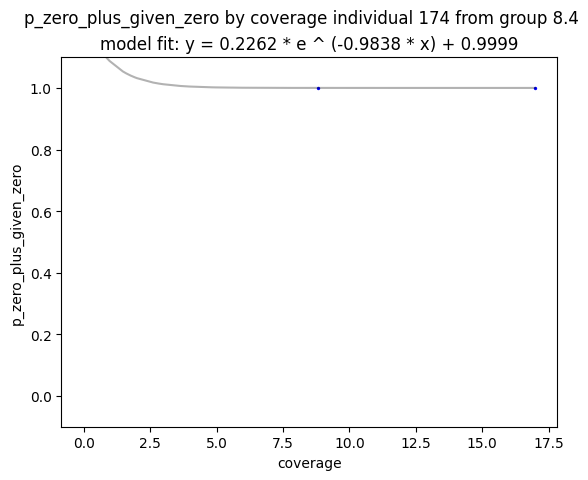 p_zero_plus_given_zero by coverage individual 174 from group 8.4
model fit: y = 0.2262 * e ^ (-0.9838 * x) + 0.9999
1.0
0.8
0.6
0.4
0.2
0.0
p_zero_plus_given_zero
0.0 2.5 5.0 7.5 10.0 12.5 15.0 17.5
coverage